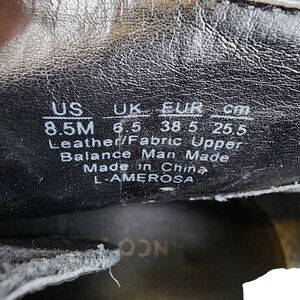 US UK EUR cm
8.5M 6.5 38.5 25.5
Leather/Fabric Upper
Balance Man Made
Made in China
L-AMEROSA